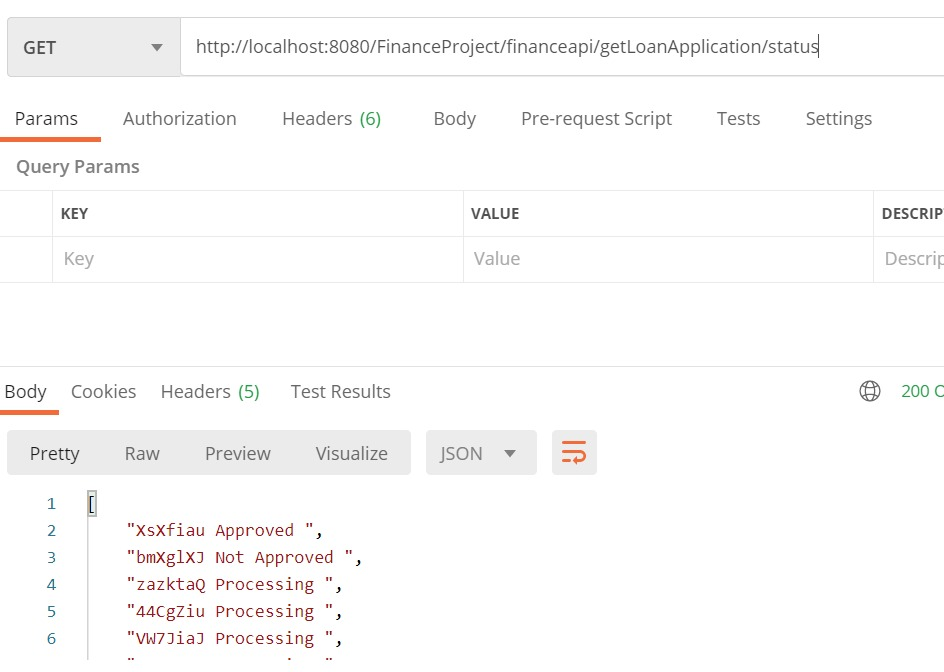 GET http://localhost:8080/FinanceProject/financeapi/getLoanApplication/status
Params Authorization Headers (6) Body Pre-request Script Tests Settings
Query Params
KEY VALUE DESCRIP
Key Value Descrip
Body Cookies Headers (5) Test Results 200 O
Pretty Raw Preview Visualize JSON
1 [
2 "XsXfiau Approved ",
3 "bmXglXJ Not Approved ",
4 "zazktaQ Processing ",
5 "44CgZiu Processing ",
6 "VW7JiaJ Processing ",